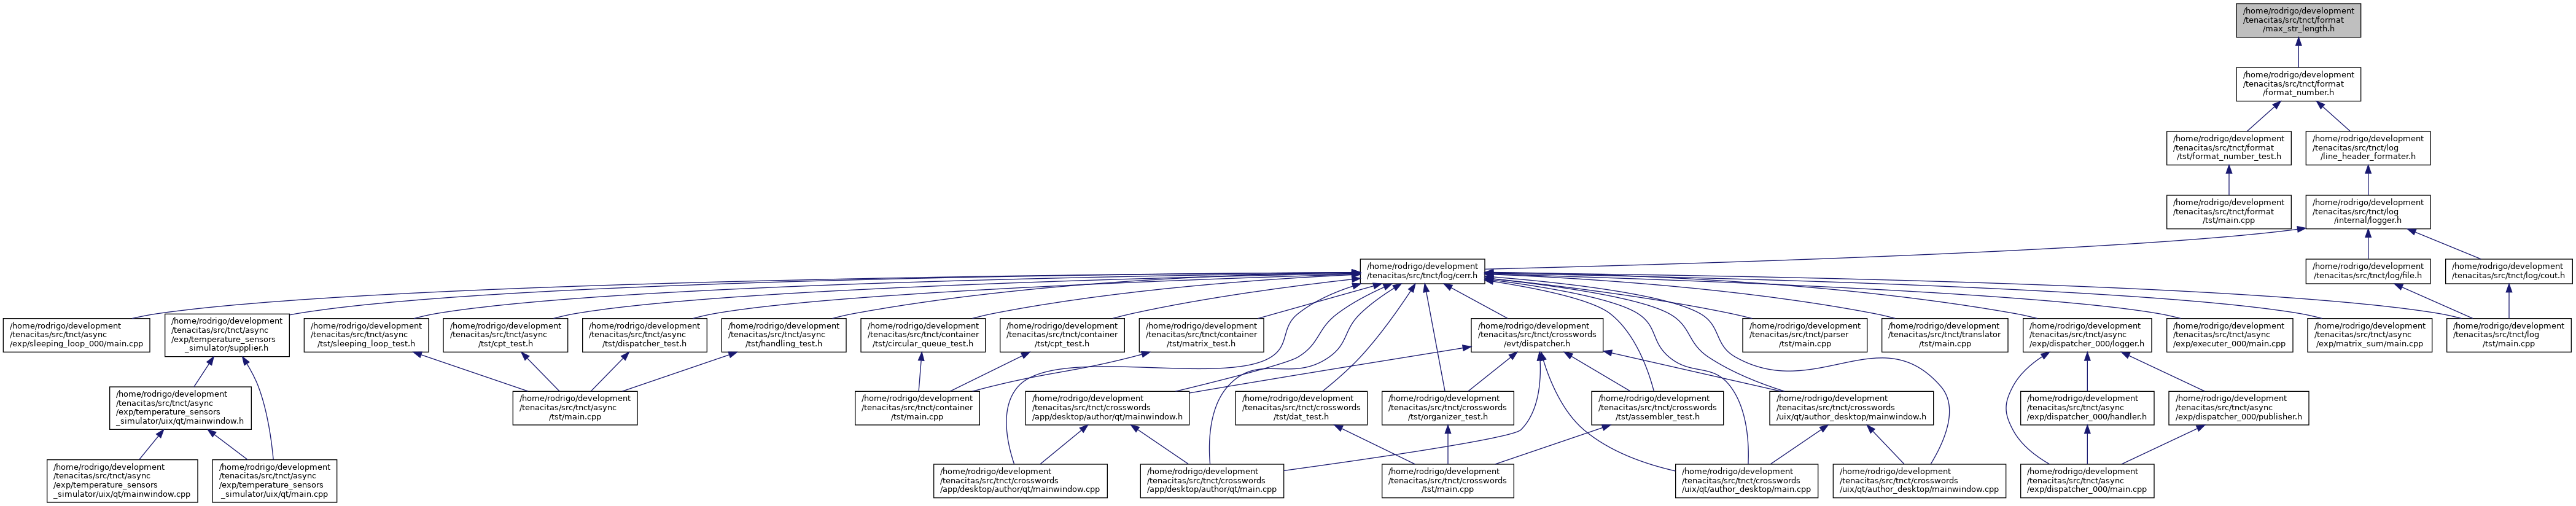 /home/rodrigo/development
/tenacitas/src/tnct/format
/max_str_length.h
/home/rodrigo/development
/tenacitas/src/tnct/format
/format_number.h
/home/rodrigo/development
/tenacitas/src/tnct/format
/tst/format_number_test.h
/home/rodrigo/development
/tenacitas/src/tnct/log
/line_header_formater.h
/home/rodrigo/development
/tenacitas/src/tnct/format
/tst/main.cpp
/home/rodrigo/development
/tenacitas/src/tnct/log
/internal/logger.h
/home/rodrigo/development
/tenacitas/src/tnct/log/cerr.h
/home/rodrigo/development
/tenacitas/src/tnct/log/file.h
/home/rodrigo/development
/tenacitas/src/tnct/log/cout.h
/home/rodrigo/development
/tenacitas/src/tnct/async
/exp/sleeping_loop_000/main.cpp
/home/rodrigo/development
/tenacitas/src/tnct/async
/exp/temperature_sensors
_simulator/supplier.h
/home/rodrigo/development
/tenacitas/src/tnct/async
/tst/sleeping_loop_test.h
/home/rodrigo/development
/tenacitas/src/tnct/async
/tst/cpt_test.h
/home/rodrigo/development
/tenacitas/src/tnct/async
/tst/dispatcher_test.h
/home/rodrigo/development
/tenacitas/src/tnct/async
/tst/handling_test.h
/home/rodrigo/development
/tenacitas/src/tnct/container
/tst/circular_queue_test.h
/home/rodrigo/development
/tenacitas/src/tnct/container
/tst/cpt_test.h
/home/rodrigo/development
/tenacitas/src/tnct/container
/tst/matrix_test.h
/home/rodrigo/development
/tenacitas/src/tnct/crosswords
/evt/dispatcher.h
/home/rodrigo/development
/tenacitas/src/tnct/parser
/tst/main.cpp
/home/rodrigo/development
/tenacitas/src/tnct/translator
/tst/main.cpp
/home/rodrigo/development
/tenacitas/src/tnct/async
/exp/dispatcher_000/logger.h
/home/rodrigo/development
/tenacitas/src/tnct/async
/exp/executer_000/main.cpp
/home/rodrigo/development
/tenacitas/src/tnct/async
/exp/matrix_sum/main.cpp
/home/rodrigo/development
/tenacitas/src/tnct/log
/tst/main.cpp
/home/rodrigo/development
/tenacitas/src/tnct/async
/exp/temperature_sensors
_simulator/uix/qt/mainwindow.h
/home/rodrigo/development
/tenacitas/src/tnct/async
/tst/main.cpp
/home/rodrigo/development
/tenacitas/src/tnct/container
/tst/main.cpp
/home/rodrigo/development
/tenacitas/src/tnct/crosswords
/app/desktop/author/qt/mainwindow.h
/home/rodrigo/development
/tenacitas/src/tnct/crosswords
/tst/dat_test.h
/home/rodrigo/development
/tenacitas/src/tnct/crosswords
/tst/organizer_test.h
/home/rodrigo/development
/tenacitas/src/tnct/crosswords
/tst/assembler_test.h
/home/rodrigo/development
/tenacitas/src/tnct/crosswords
/uix/qt/author_desktop/mainwindow.h
/home/rodrigo/development
/tenacitas/src/tnct/async
/exp/dispatcher_000/handler.h
/home/rodrigo/development
/tenacitas/src/tnct/async
/exp/dispatcher_000/publisher.h
/home/rodrigo/development
/tenacitas/src/tnct/async
/exp/temperature_sensors
_simulator/uix/qt/mainwindow.cpp
/home/rodrigo/development
/tenacitas/src/tnct/async
/exp/temperature_sensors
_simulator/uix/qt/main.cpp
/home/rodrigo/development
/tenacitas/src/tnct/crosswords
/app/desktop/author/qt/mainwindow.cpp
/home/rodrigo/development
/tenacitas/src/tnct/crosswords
/app/desktop/author/qt/main.cpp
/home/rodrigo/development
/tenacitas/src/tnct/crosswords
/tst/main.cpp
/home/rodrigo/development
/tenacitas/src/tnct/crosswords
/uix/qt/author_desktop/main.cpp
/home/rodrigo/development
/tenacitas/src/tnct/crosswords
/uix/qt/author_desktop/mainwindow.cpp
/home/rodrigo/development
/tenacitas/src/tnct/async
/exp/dispatcher_000/main.cpp